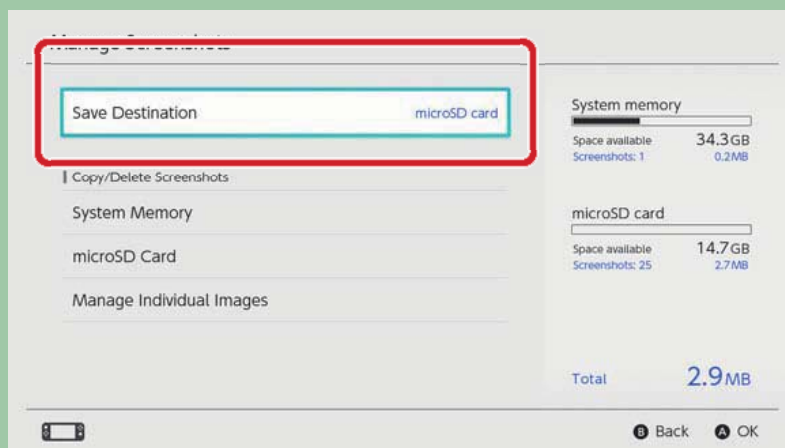 Manage Screenshots
Save Destination microSD card
Copy/Delete Screenshots
System Memory
microSD Card
Manage Individual Images
System memory
Space available 34.3GB
Screenshots: 1 0.2MB
microSD card
Space available 14.7GB
Screenshots: 25 2.7MB
Total 2.9MB
B Back A OK